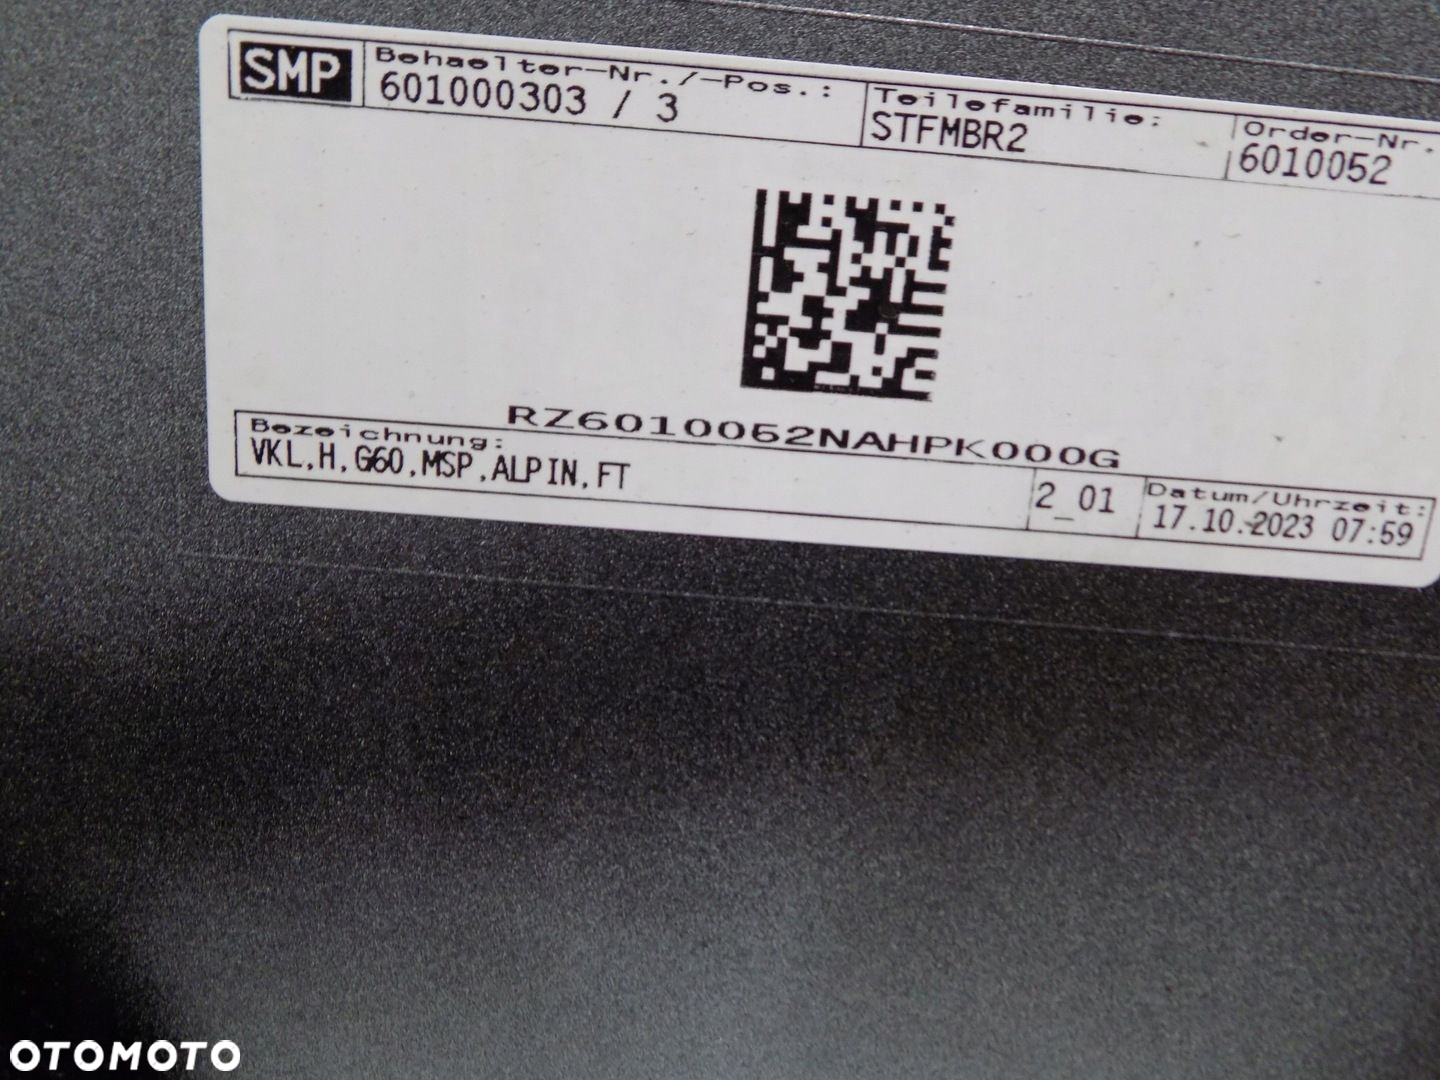 SMP
Behaelter-Nr./-Pos.:
601000303 / 3
Teilefamilie:
STFMBR2
Order-Nr.
6010052
RZ6010052NAHPK000G
Bezeichnung:
VKL,H,G60,MSP,ALPIN,FT
2_01
Datum/Uhrzeit:
17.10.2023 07:59
OTOMOTO